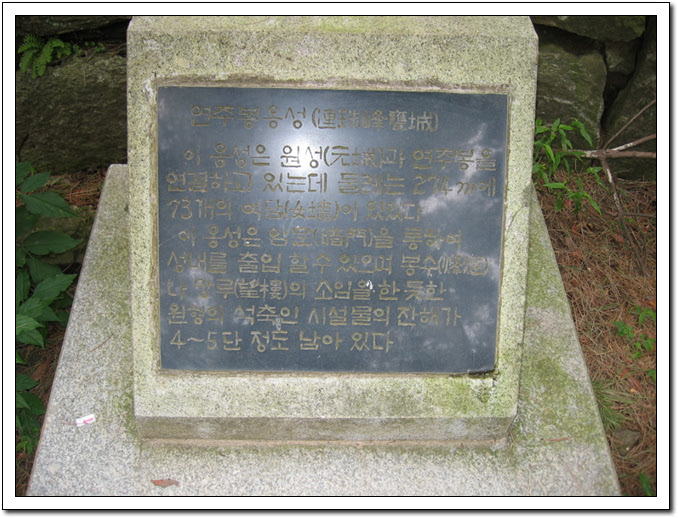 연주봉옹성(連珠峰甕城)
이 옹성은 원성(元城)과 연주봉을
연결하고 있는데 둘레는 274m에
73개의 여담(女墻)이 있었다
이 옹성은 암문(暗門)을 통하여
성내를 출입 할 수 있으며 봉수(烽燧)
나 망루(望樓)의 소임을 한 듯한
원형의 석축인 시설물의 잔해가
4~5단 정도 남아 있다